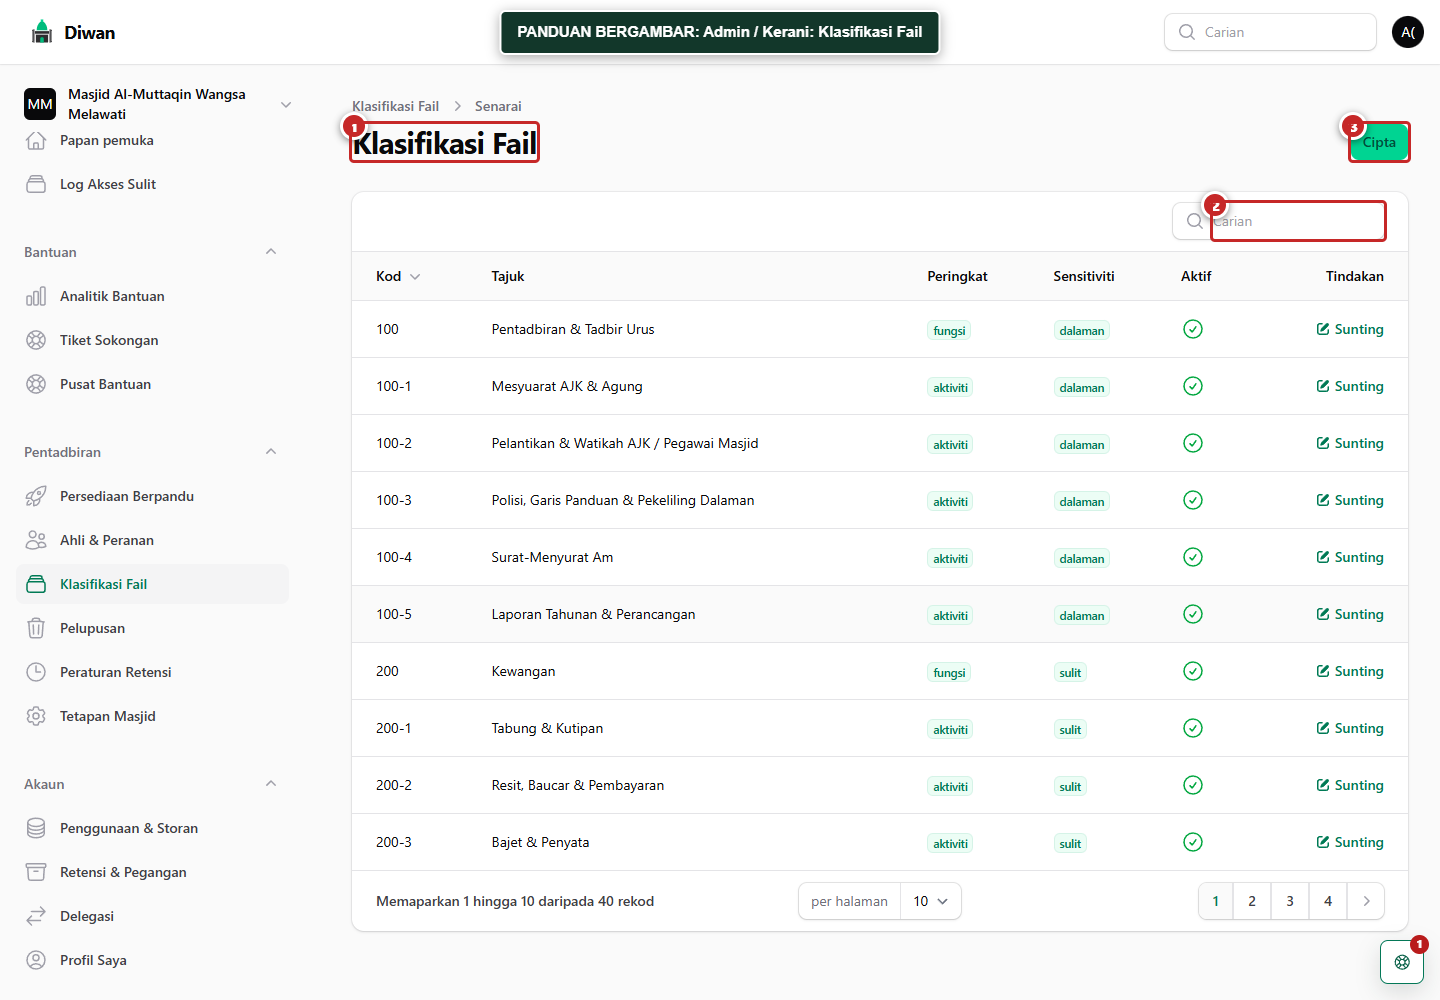 Diwan
PANDUAN BERGAMBAR: Admin / Kerani: Klasifikasi Fail
Carian
A(
MM
Masjid Al-Muttaqin Wangsa
Melawati
Papan pemuka
Log Akses Sulit
Bantuan
Analitik Bantuan
Tiket Sokongan
Pusat Bantuan
Pentadbiran
Persediaan Berpandu
Ahli & Peranan
Klasifikasi Fail
Pelupusan
Peraturan Retensi
Tetapan Masjid
Akaun
Penggunaan & Storan
Retensi & Pegangan
Delegasi
Profil Saya
Klasifikasi Fail > Senarai
1
Klasifikasi Fail
3
Cipta
2
Carian
Kod Tajuk Peringkat Sensitiviti Aktif Tindakan
100 Pentadbiran & Tadbir Urus fungsi dalaman Sunting
100-1 Mesyuarat AJK & Agung aktiviti dalaman Sunting
100-2 Pelantikan & Watikah AJK / Pegawai Masjid aktiviti dalaman Sunting
100-3 Polisi, Garis Panduan & Pekeliling Dalaman aktiviti dalaman Sunting
100-4 Surat-Menyurat Am aktiviti dalaman Sunting
100-5 Laporan Tahunan & Perancangan aktiviti dalaman Sunting
200 Kewangan fungsi sulit Sunting
200-1 Tabung & Kutipan aktiviti sulit Sunting
200-2 Resit, Baucar & Pembayaran aktiviti sulit Sunting
200-3 Bajet & Penyata aktiviti sulit Sunting
Memaparkan 1 hingga 10 daripada 40 rekod
per halaman 10
1 2 3 4
1